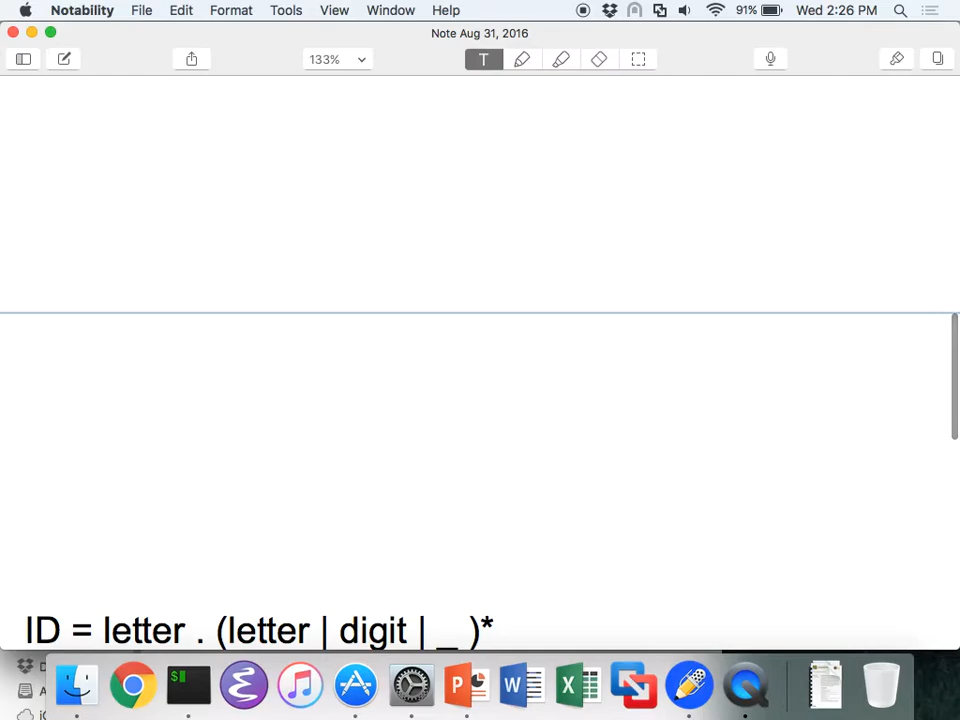 Notability File Edit Format Tools View Window Help 91% Wed 2:26 PM
Note Aug 31, 2016
133% T
ID = letter . (letter | digit | _ )*
$
P W X